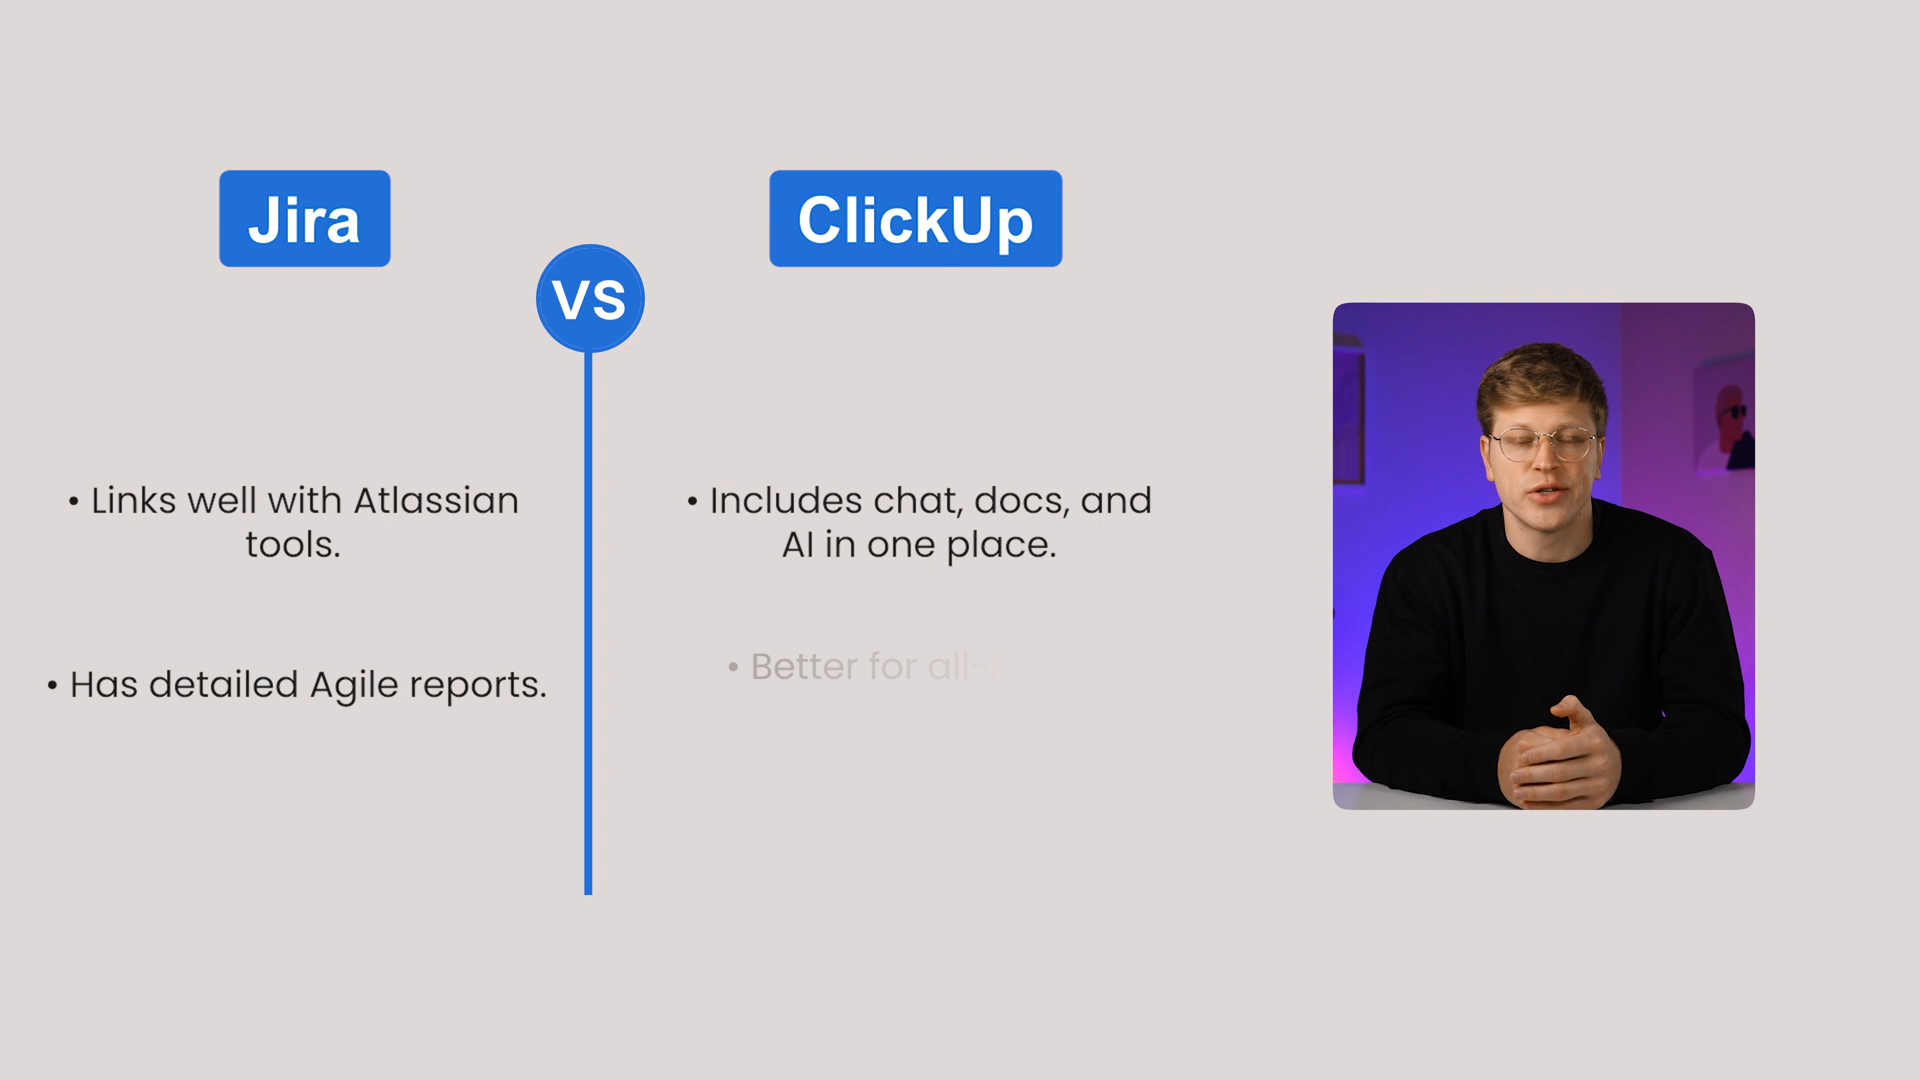 Jira
VS
ClickUp
• Links well with Atlassian
tools.
• Has detailed Agile reports.
• Includes chat, docs, and
AI in one place.
• Better for all-